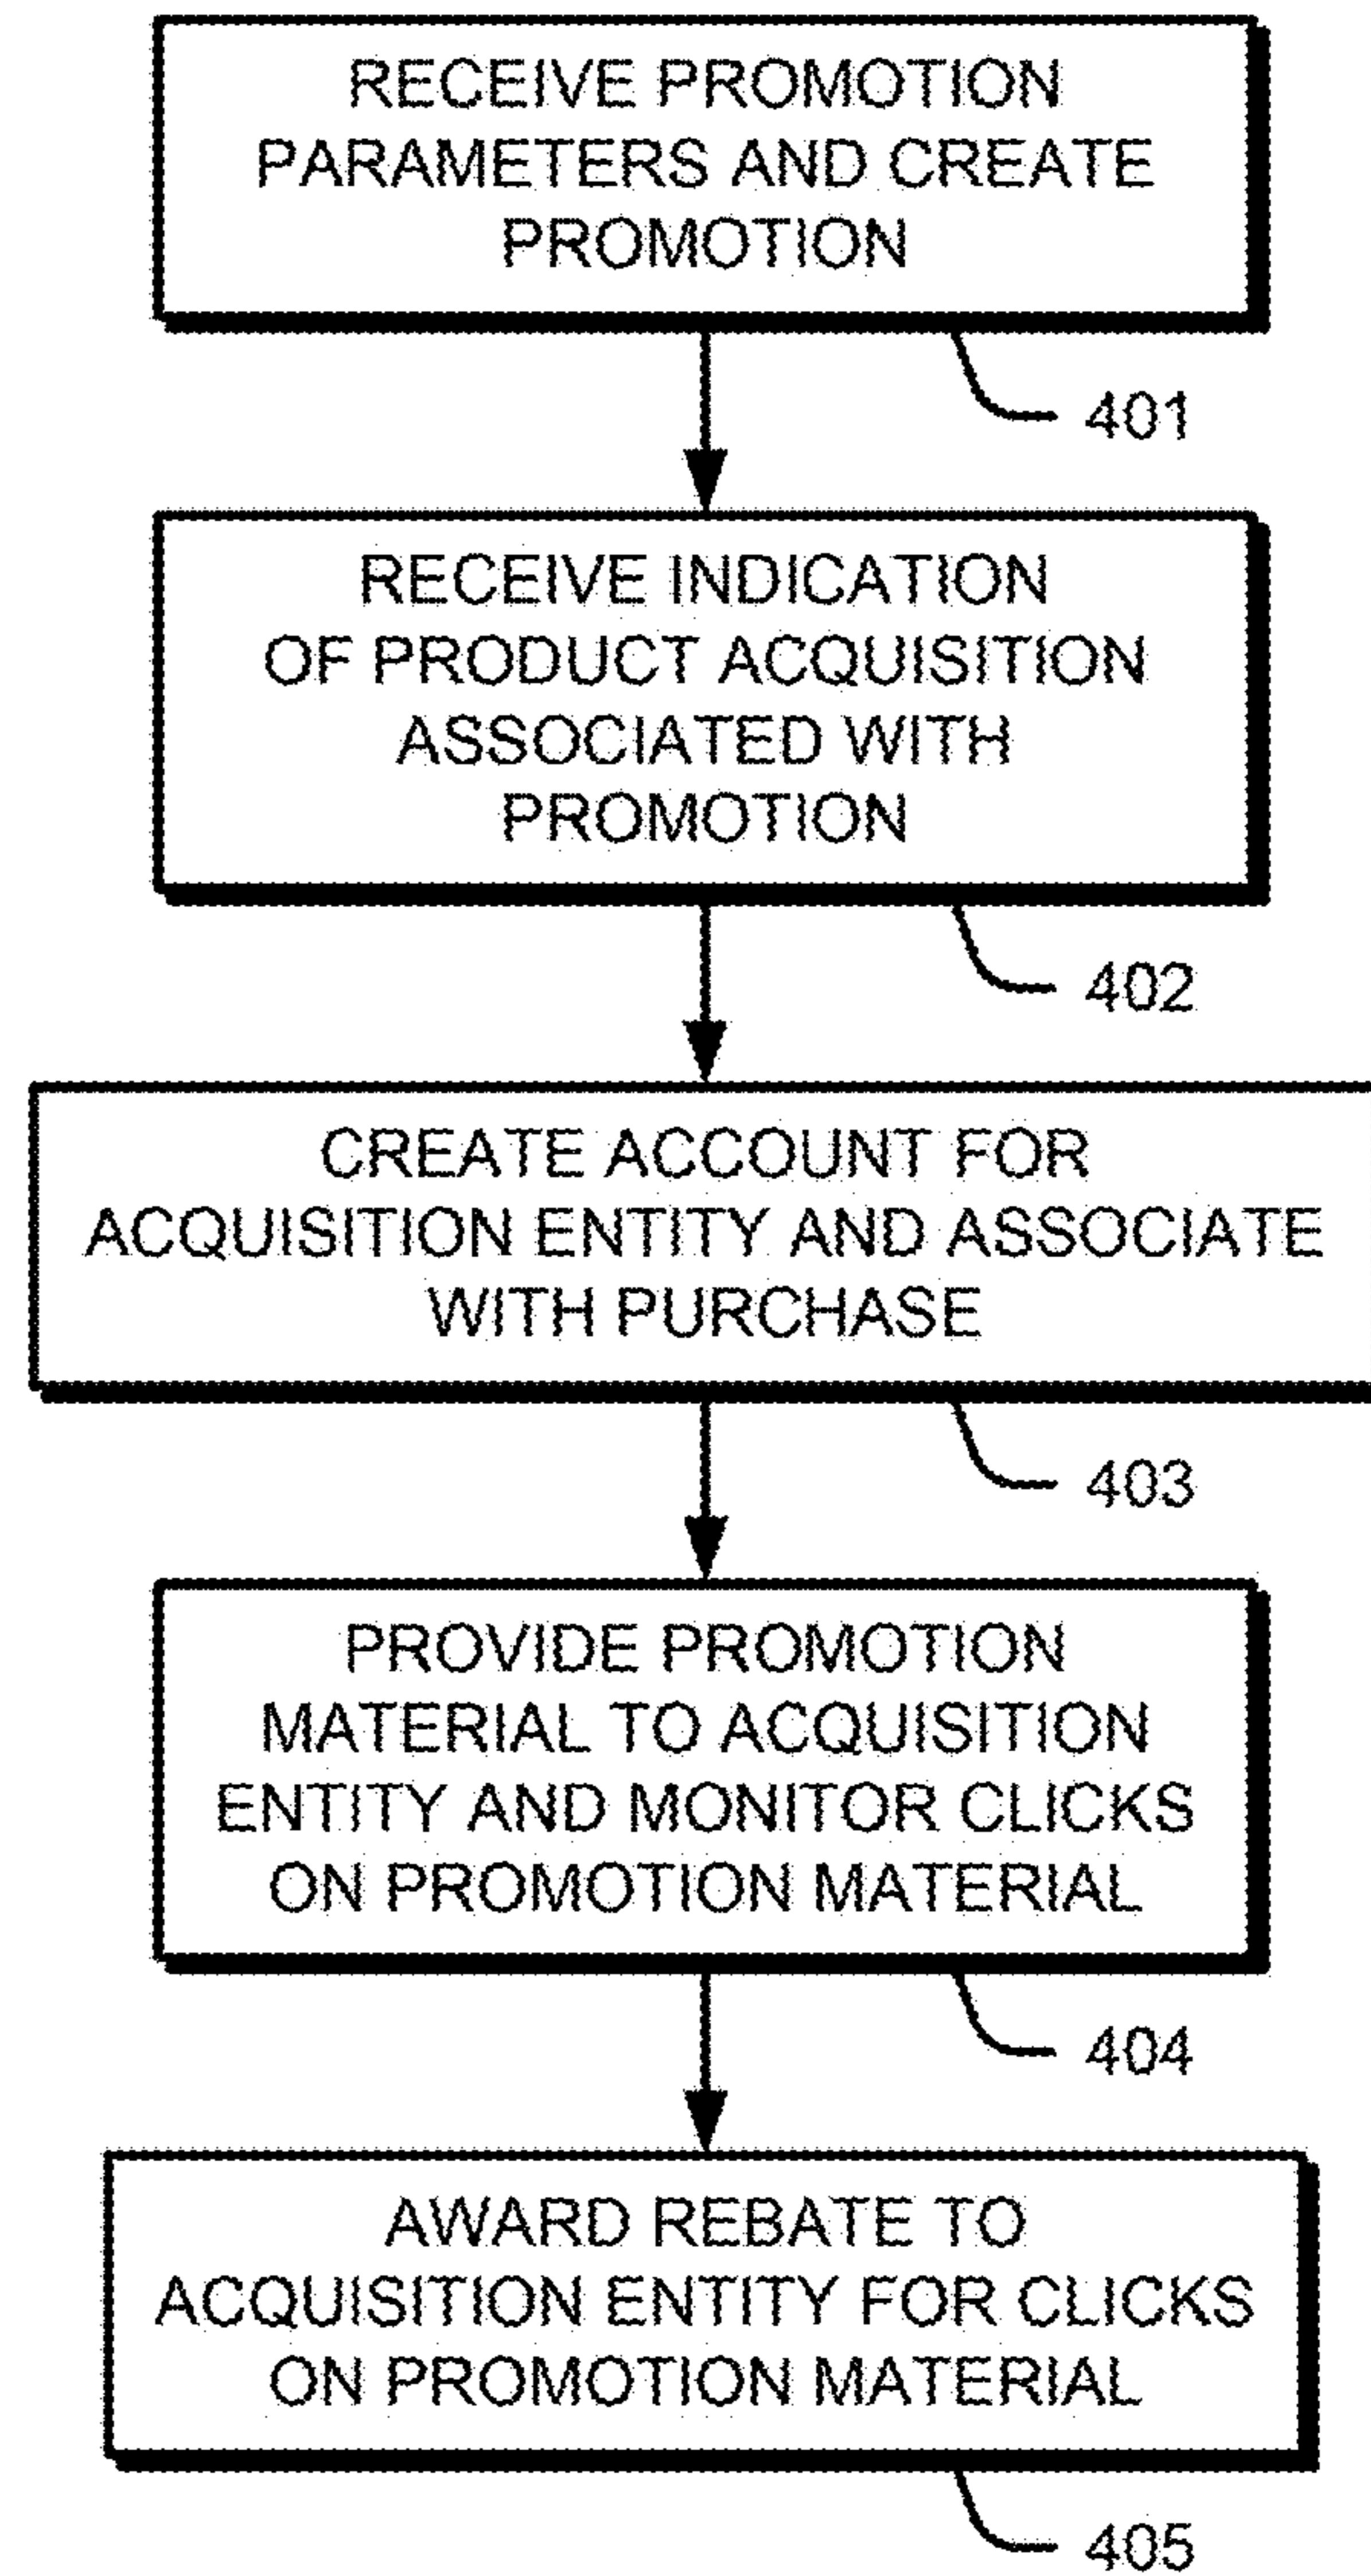 RECEIVE PROMOTION
PARAMETERS AND CREATE
PROMOTION
401
RECEIVE INDICATION
OF PRODUCT ACQUISITION
ASSOCIATED WITH
PROMOTION
402
CREATE ACCOUNT FOR
ACQUISITION ENTITY AND ASSOCIATE
WITH PURCHASE
403
PROVIDE PROMOTION
MATERIAL TO ACQUISITION
ENTITY AND MONITOR CLICKS
ON PROMOTION MATERIAL
404
AWARD REBATE TO
ACQUISITION ENTITY FOR CLICKS
ON PROMOTION MATERIAL
405